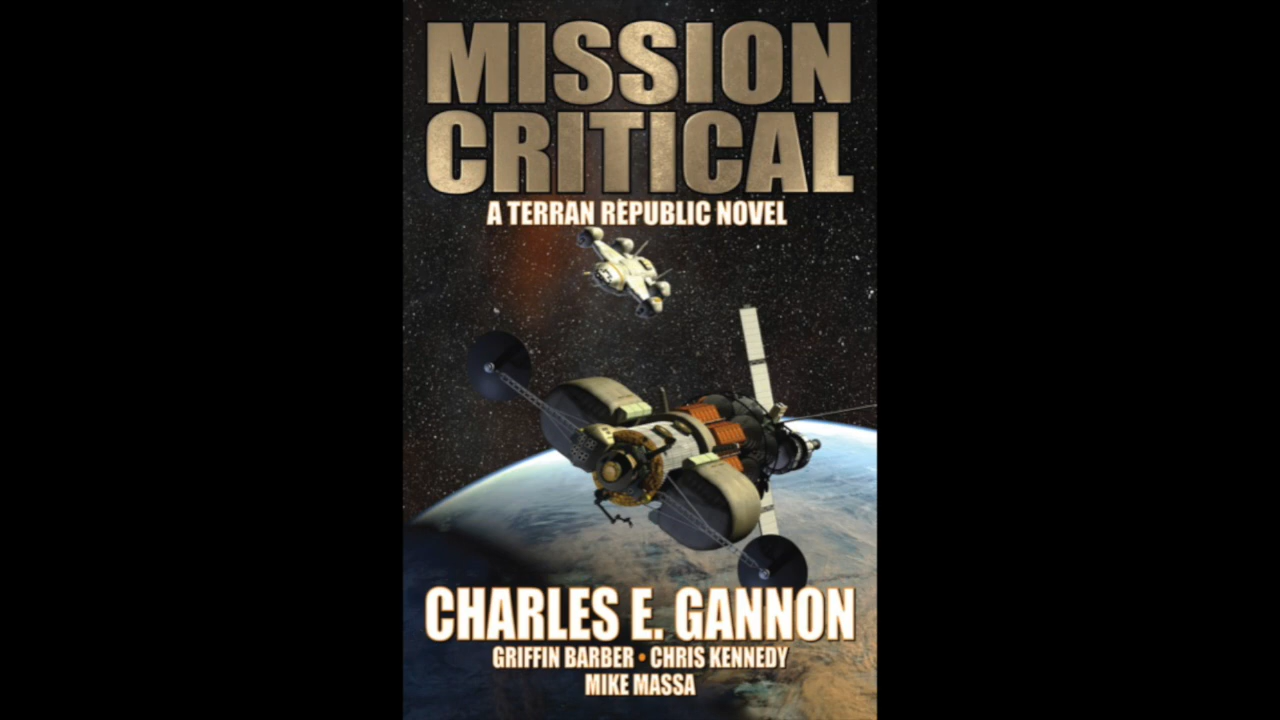 MISSION
CRITICAL
A TERRAN REPUBLIC NOVEL
CHARLES E. GANNON
GRIFFIN BARBER • CHRIS KENNEDY
MIKE MASSA